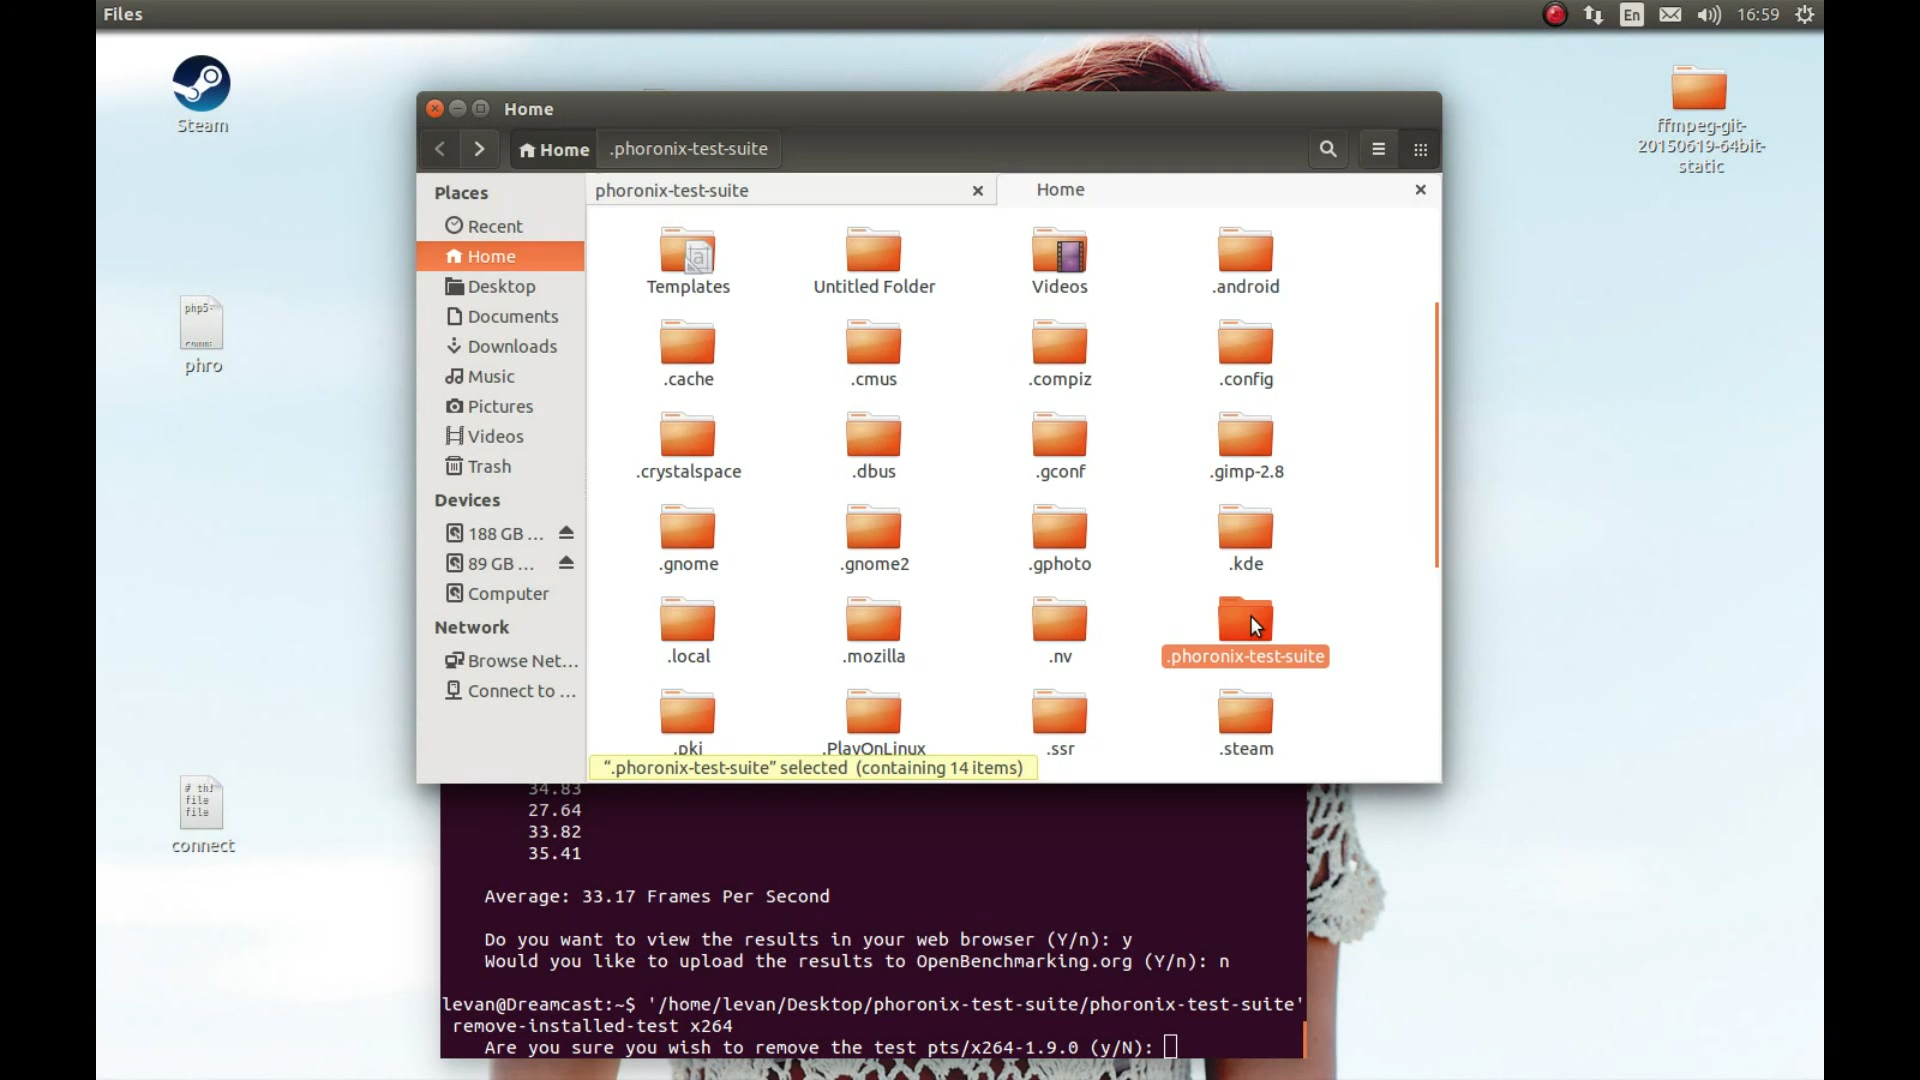 Files
En
16:59
Steam
ffmpeg-git-
20150619-64bit-
static
Home
Home
.phoronix-test-suite
Places
phoronix-test-suite
Home
Recent
Home
Desktop
Documents
Downloads
Music
Pictures
Videos
Trash
Devices
188 GB ...
89 GB ...
Computer
Network
Browse Net...
Connect to ...
Templates
Untitled Folder
Videos
.android
.cache
.cmus
.compiz
.config
.crystalspace
.dbus
.gconf
.gimp-2.8
.gnome
.gnome2
.gphoto
.kde
.local
.mozilla
.nv
.phoronix-test-suite
.pki
.PlayOnLinux
.ssr
.steam
“.phoronix-test-suite” selected (containing 14 items)
php5-
phro
# thi
file
file
connect
34.83
27.64
33.82
35.41
Average: 33.17 Frames Per Second
Do you want to view the results in your web browser (Y/n): y
Would you like to upload the results to OpenBenchmarking.org (Y/n): n
levan@Dreamcast:~$ '/home/levan/Desktop/phoronix-test-suite/phoronix-test-suite'
remove-installed-test x264
Are you sure you wish to remove the test pts/x264-1.9.0 (y/N):